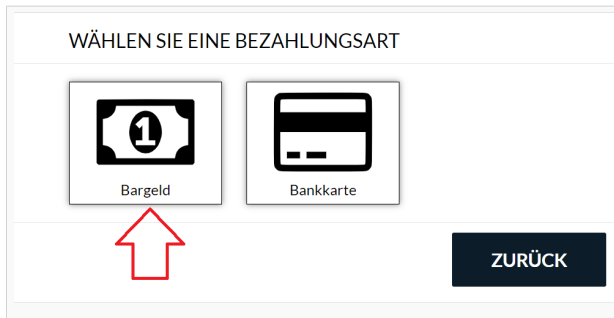 WÄHLEN SIE EINE BEZAHLUNGSART
1
Bargeld
Bankkarte
ZURÜCK